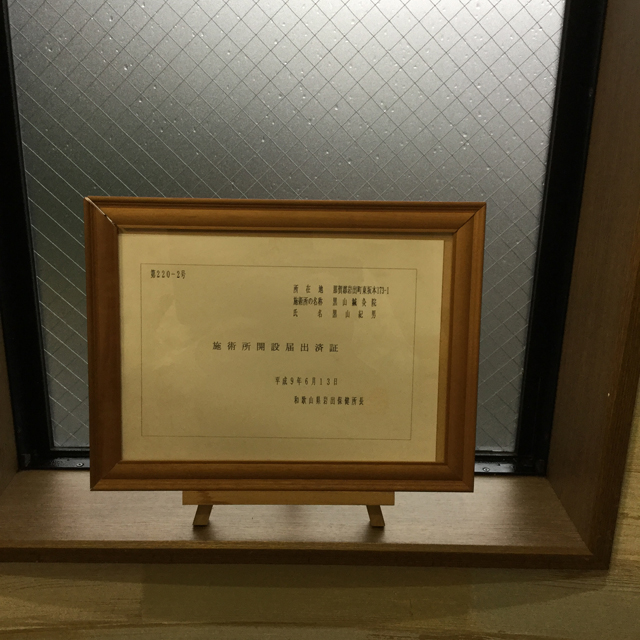 第220-2号
所在地 那賀郡岩出町東坂本173-1
施術所の名称 黒山鍼灸院
氏名 黒山紀男
施術所開設届出済証
平成9年6月13日
和歌山県岩出保健所長